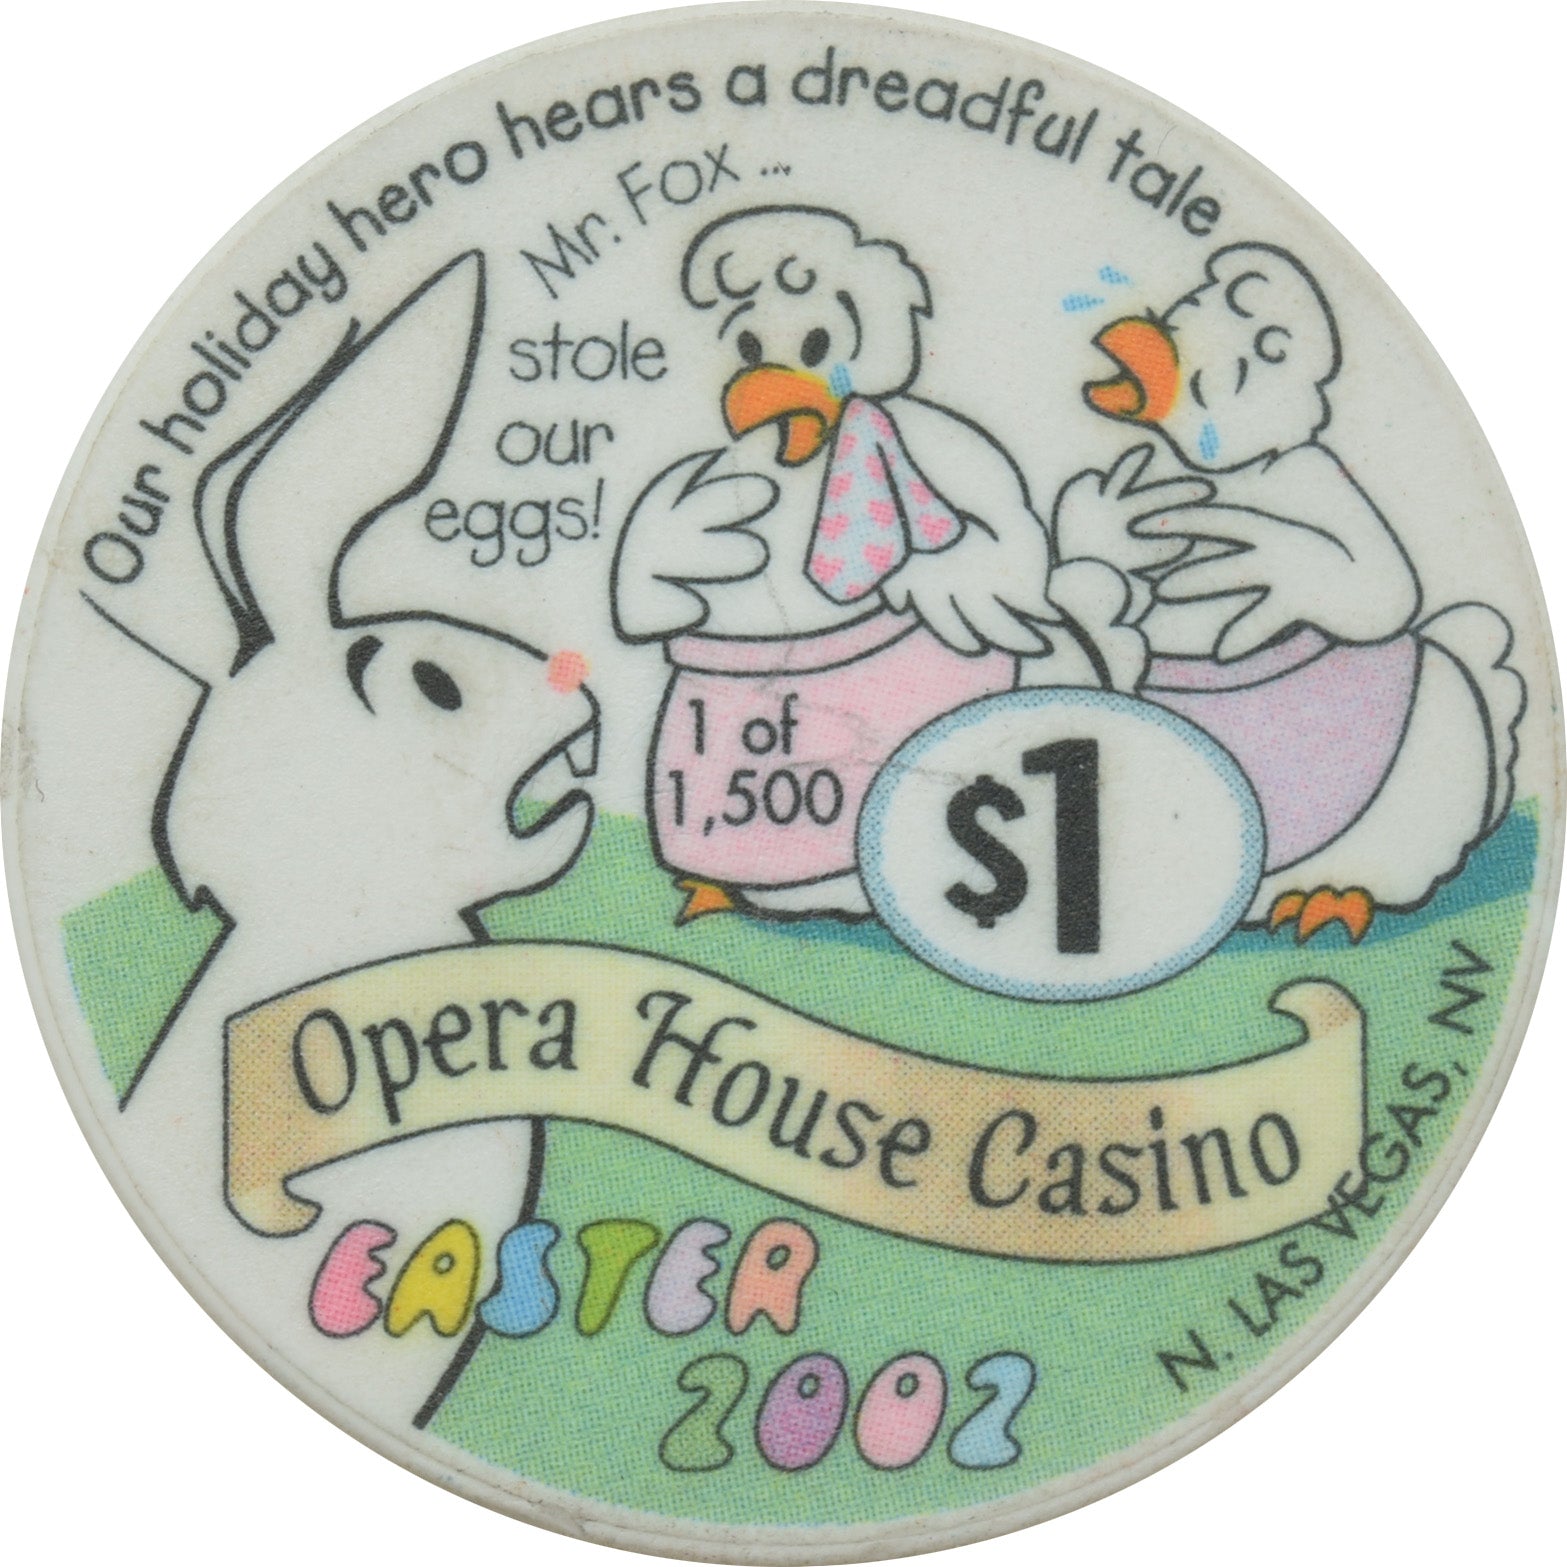 Our holiday hero hears a dreadful tale
Mr. Fox ...
stole
our
eggs!
1 of
1,500
$1
Opera House Casino
EASTER
2002
N. LAS VEGAS, NV